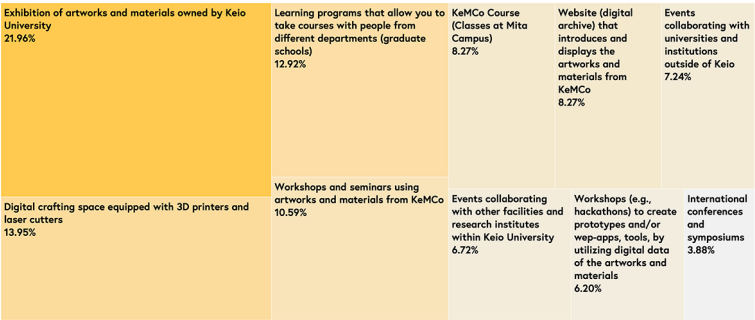 Exhibition of artworks and materials owned by Keio
University
21.96%
Digital crafting space equipped with 3D printers and
laser cutters
13.95%
Learning programs that allow you to
take courses with people from
different departments (graduate
schools)
12.92%
Workshops and seminars using
artworks and materials from KeMCo
10.59%
KeMCo Course
(Classes at Mita
Campus)
8.27%
Website (digital
archive) that
introduces and
displays the
artworks and
materials from
KeMCo
8.27%
Events
collaborating with
universities and
institutions
outside of Keio
7.24%
Events collaborating
with other facilities and
research institutes
within Keio University
6.72%
Workshops (e.g.,
hackathons) to create
prototypes and/or
wep-apps, tools, by
utilizing digital data
of the artworks and
materials
6.20%
International
conferences
and
symposiums
3.88%